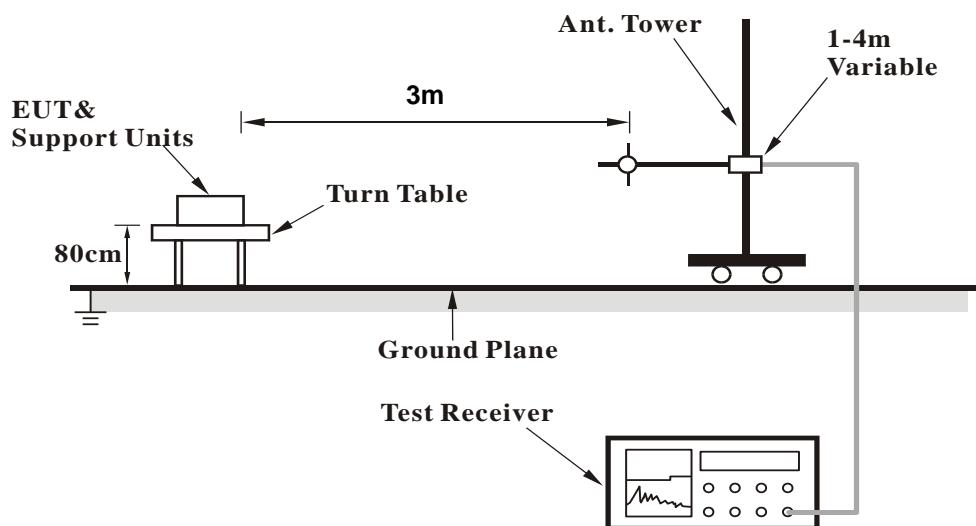 Ant. Tower
1-4m
Variable
3m
EUT&
Support Units
Turn Table
80cm
Ground Plane
Test Receiver